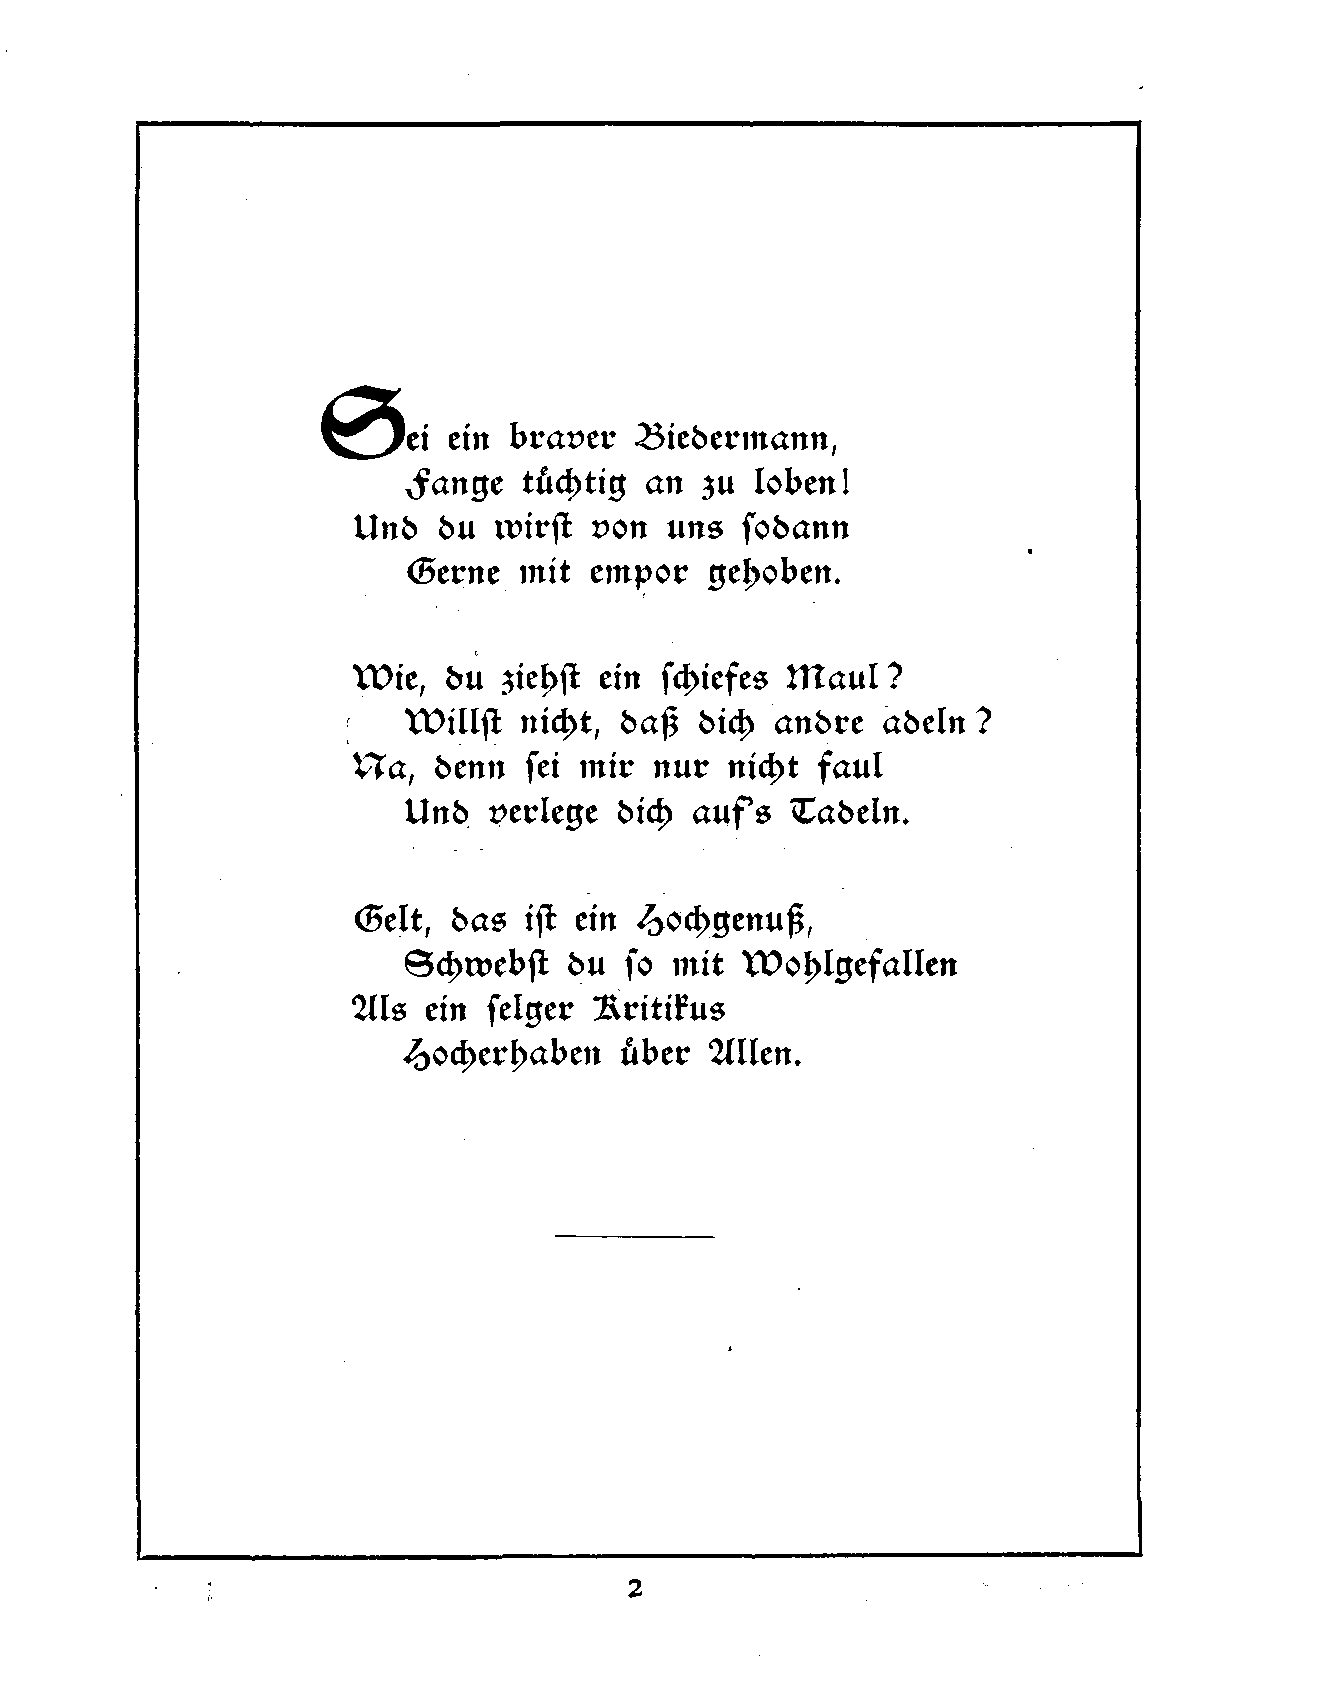 Sei ein braver Biedermann,
Fange tüchtig an zu loben!
Und du wirſt von uns ſodann
Gerne mit empor gehoben.
Wie, du ziehſt ein ſchiefes Maul?
Willſt nicht, daß dich andre adeln?
Na, denn ſei mir nur nicht faul
Und verlege dich auf's Tadeln.
Gelt, das iſt ein Hochgenuß,
Schwebſt du ſo mit Wohlgefallen
Als ein ſelger Kritikus
Hocherhaben über Allen.
2